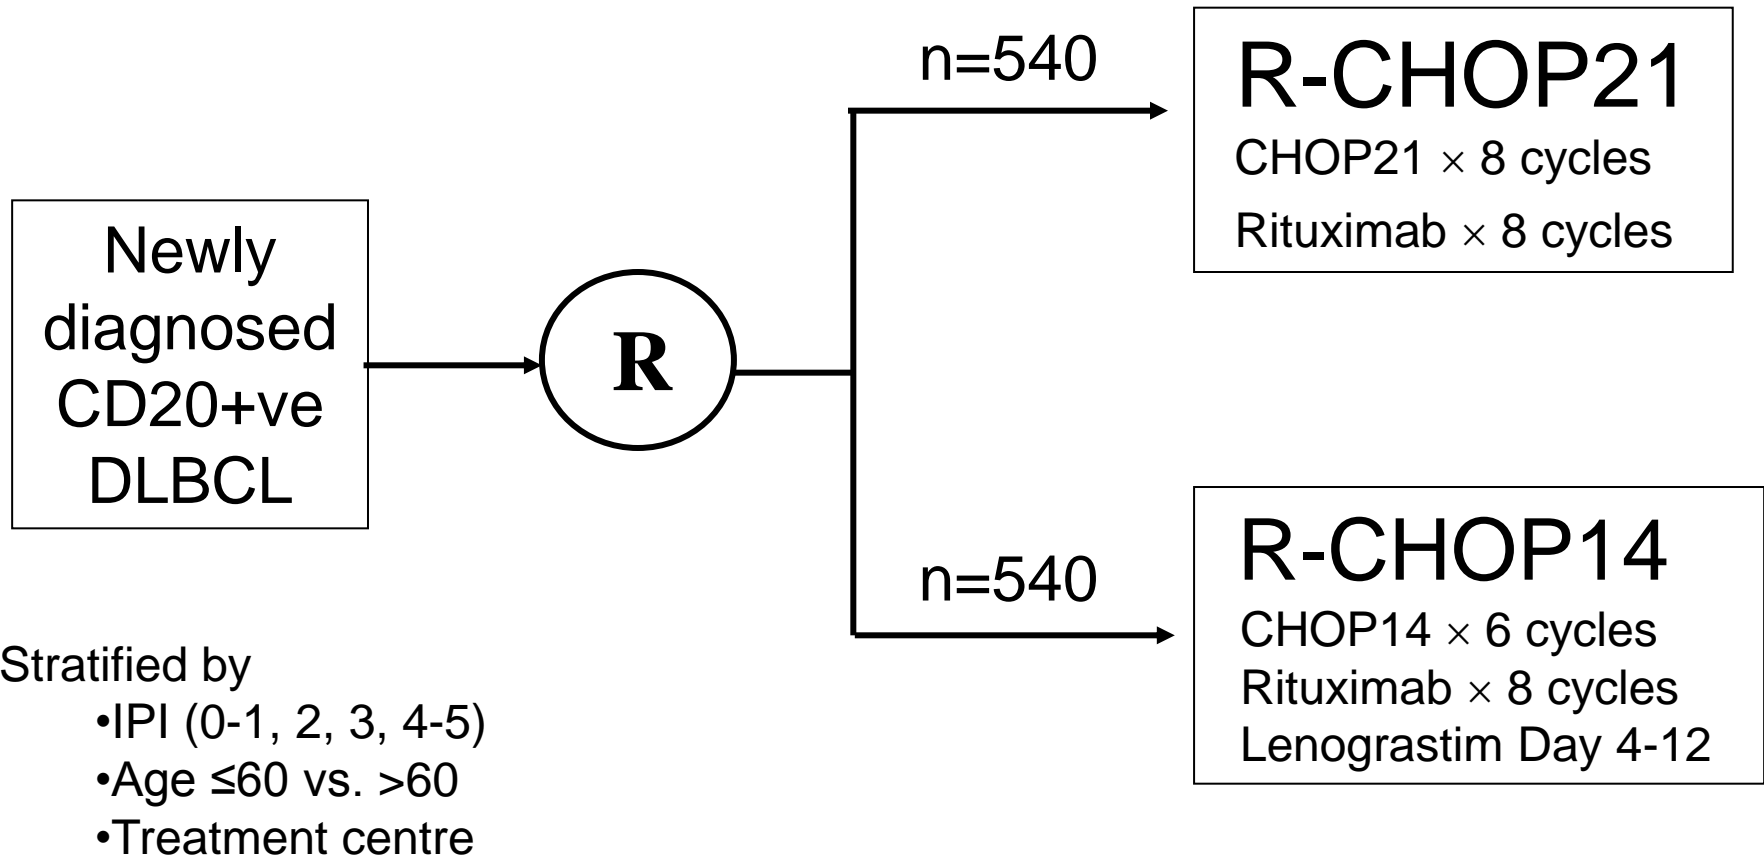 Newly
diagnosed
CD20+ve
DLBCL
R
n=540
R-CHOP21
CHOP21 × 8 cycles
Rituximab × 8 cycles
n=540
R-CHOP14
CHOP14 × 6 cycles
Rituximab × 8 cycles
Lenograstim Day 4-12
Stratified by
•IPI (0-1, 2, 3, 4-5)
•Age ≤60 vs. >60
•Treatment centre